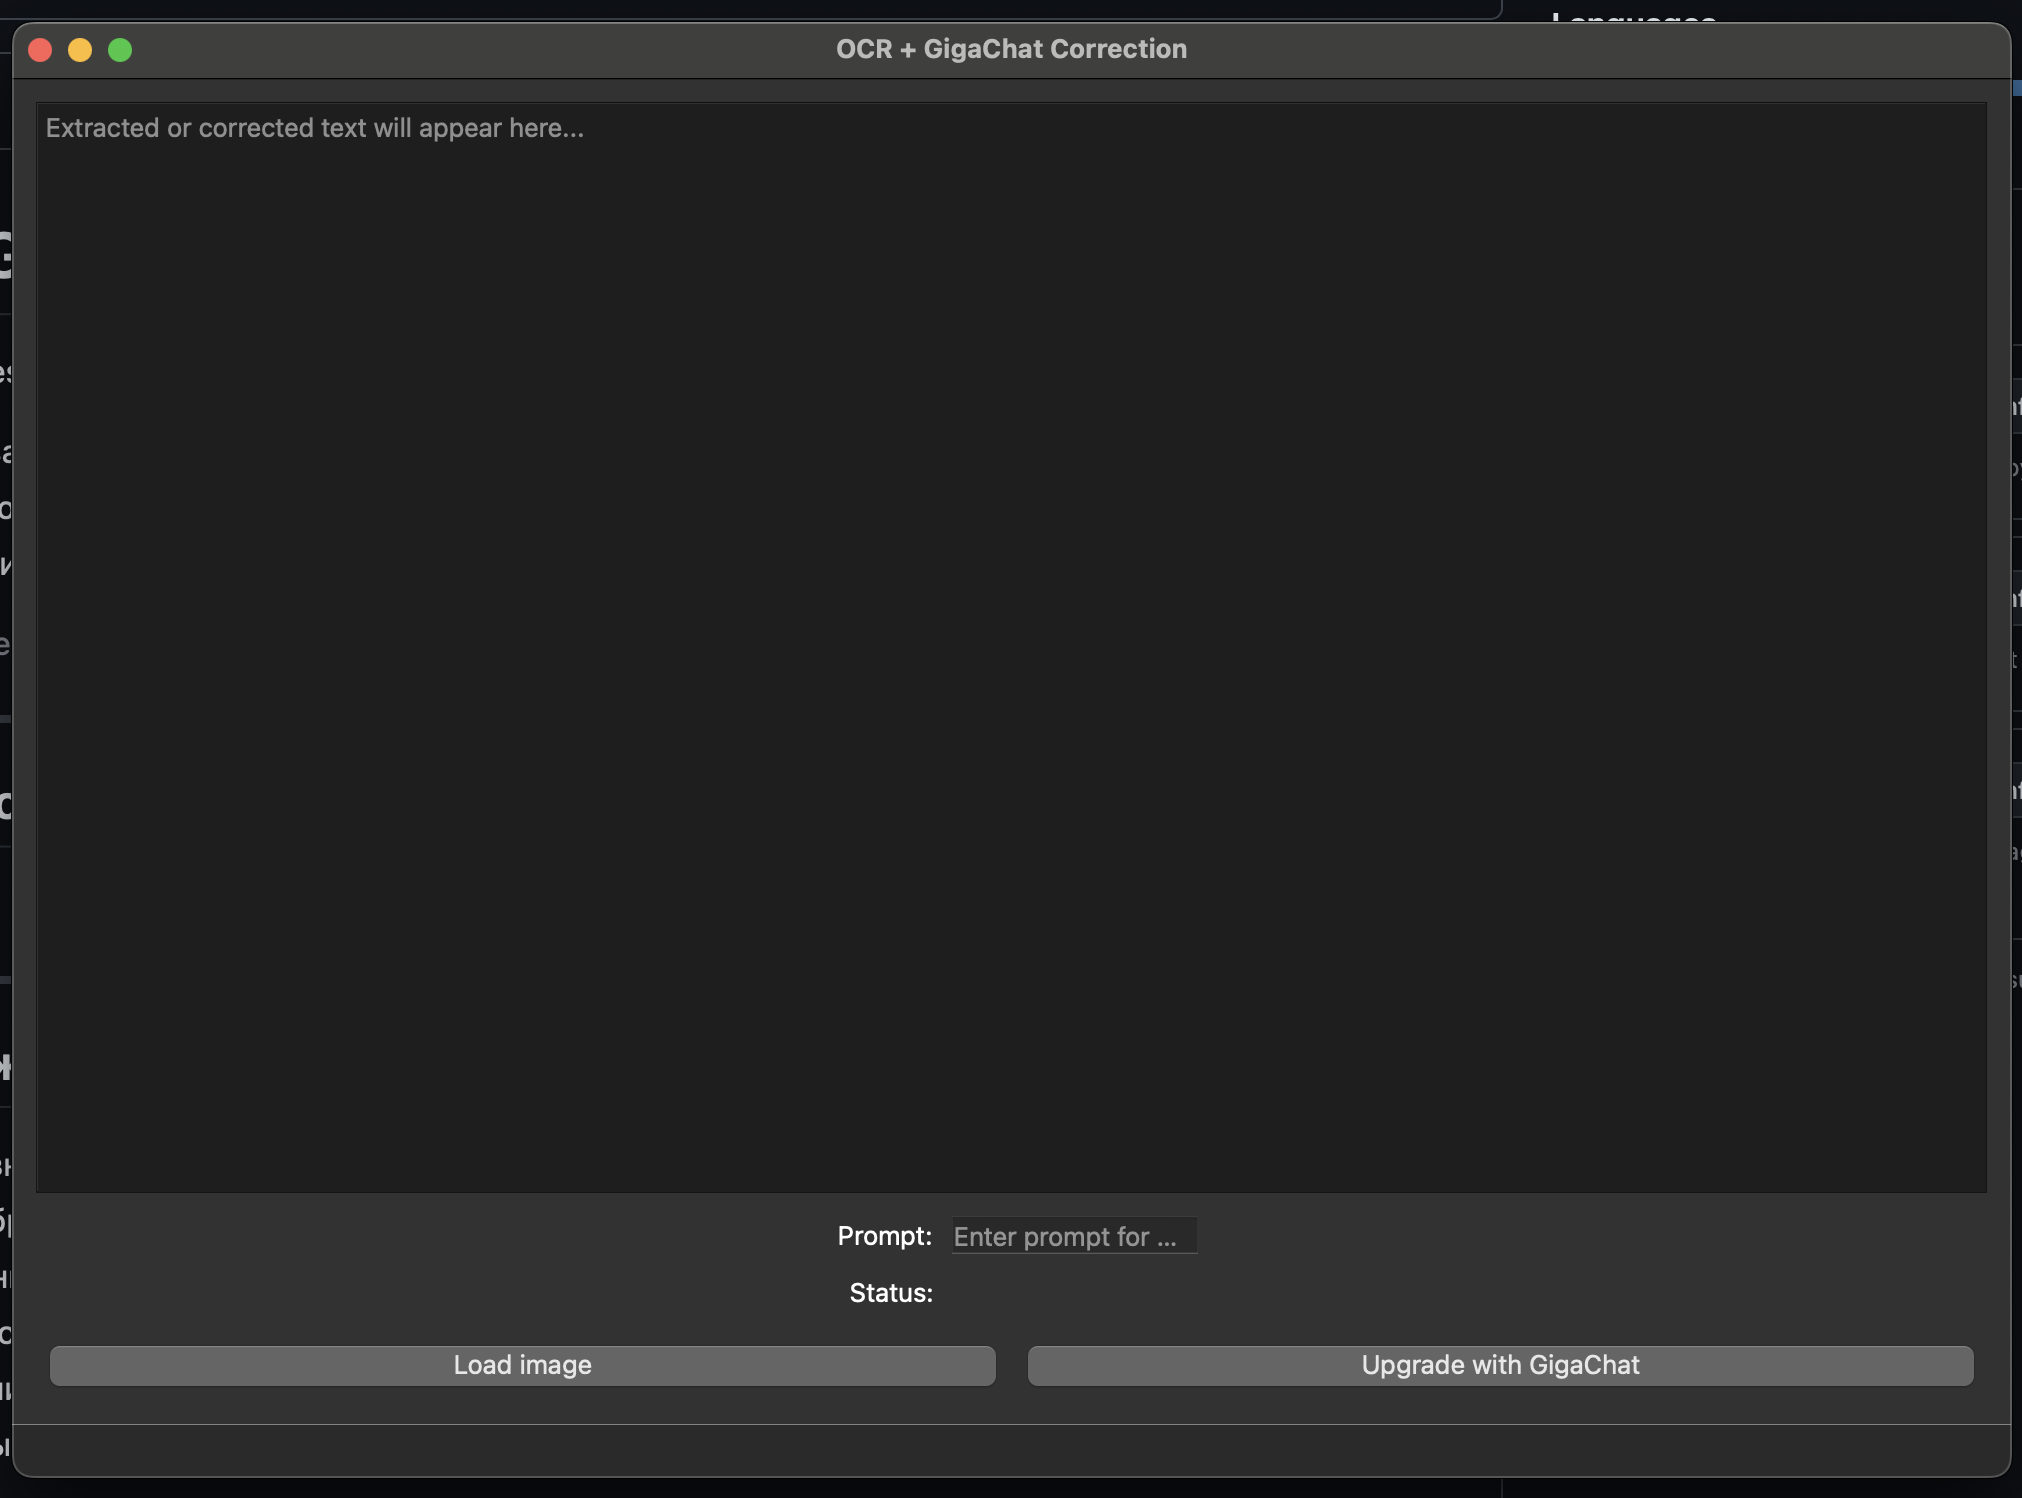 OCR + GigaChat Correction
Extracted or corrected text will appear here...
Prompt: Enter prompt for ...
Status:
Load image
Upgrade with GigaChat